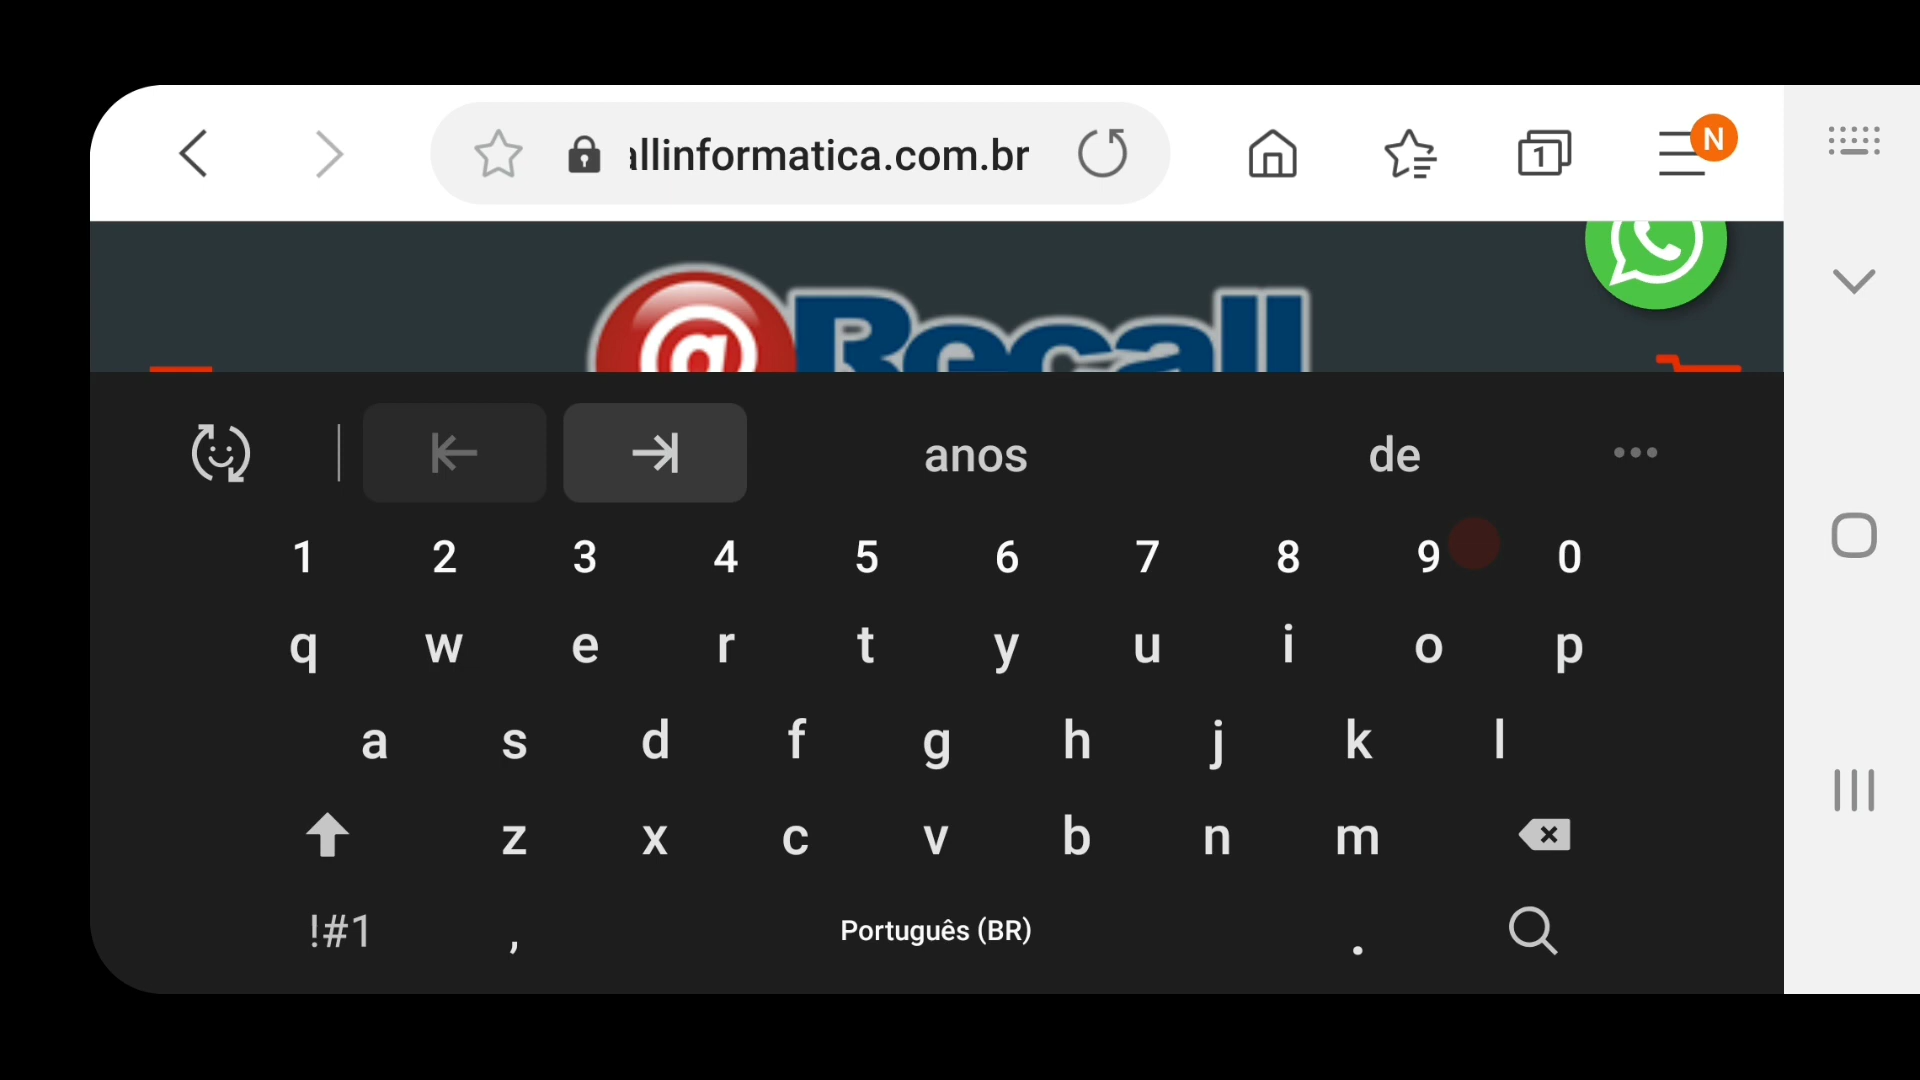 allinformatica.com.br
1
N
@Recall
anos de
1 2 3 4 5 6 7 8 9 0
q w e r t y u i o p
a s d f g h j k l
z x c v b n m
!#1 , Português (BR) .